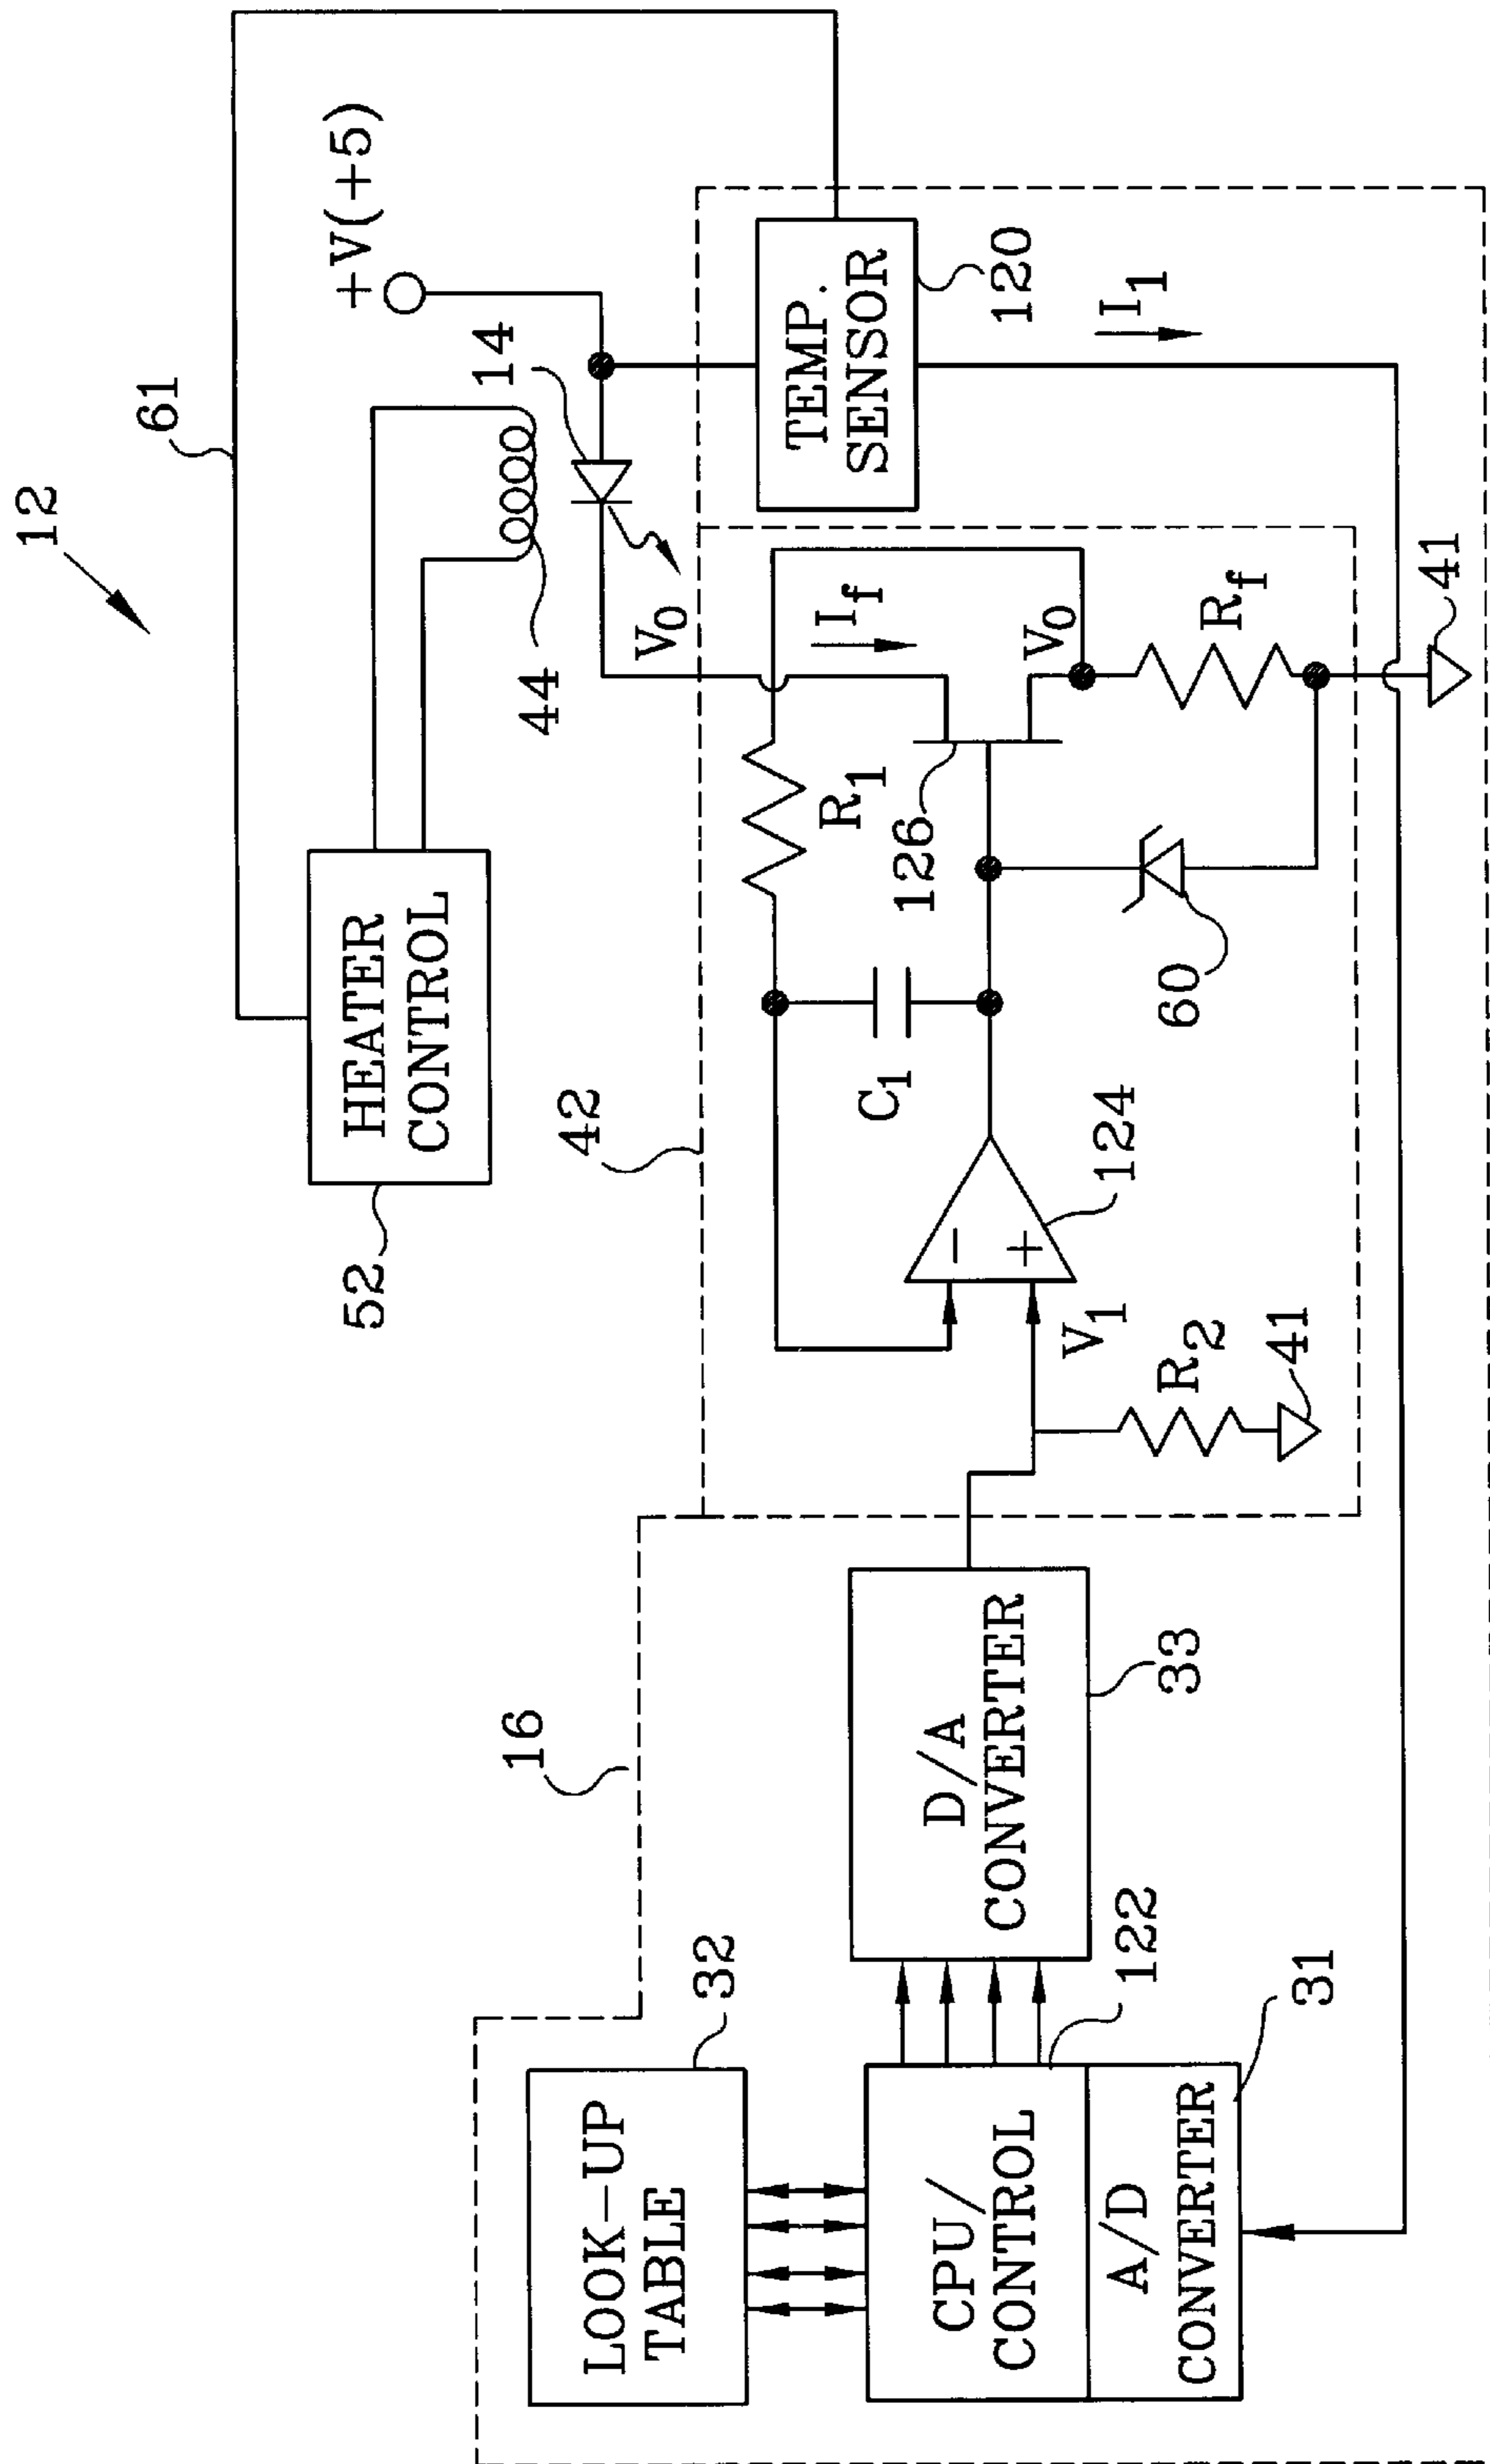 12
61
+V(+5)
HEATER
CONTROL
52
44
14
TEMP.
SENSOR
120
I1
42
V0
If
R1
126
V0
Rf
41
C1
60
124
−
+
V1
R2
41
16
D/A
CONVERTER
33
LOOK-UP
TABLE
32
CPU/
CONTROL
122
A/D
CONVERTER
31